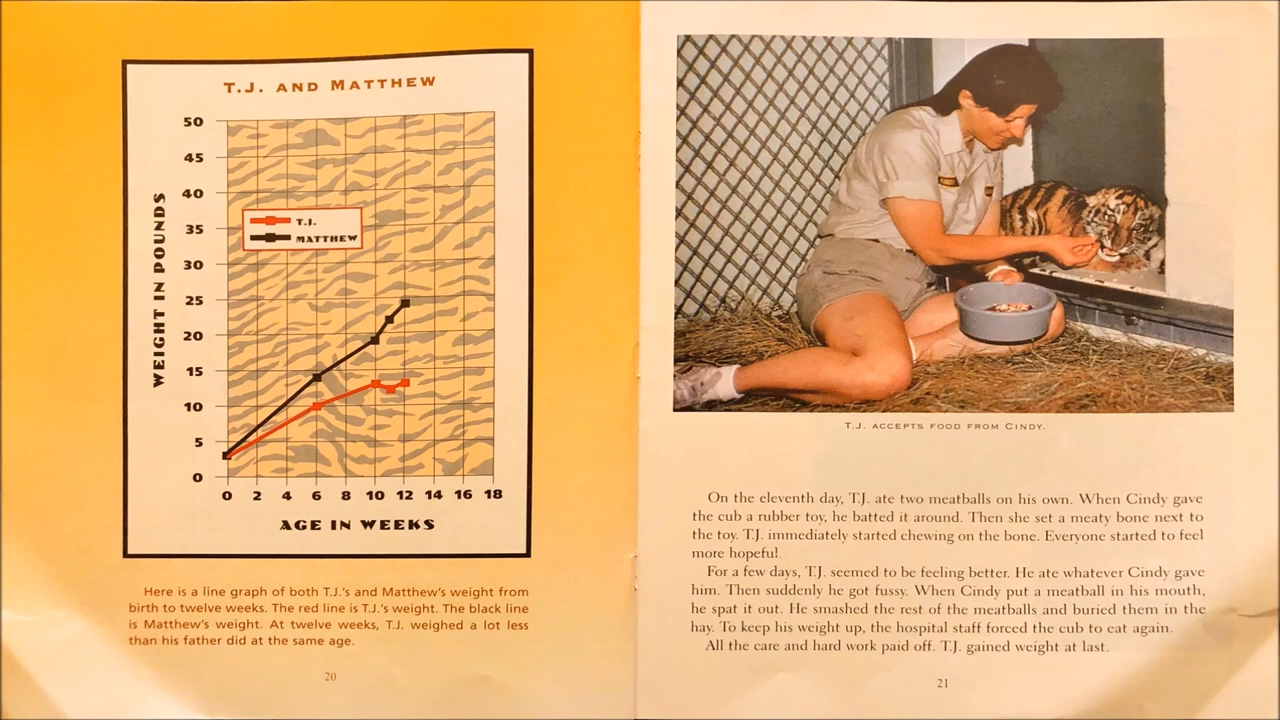 T.J. AND MATTHEW
50
45
40
35
30
25
20
15
10
5
0
WEIGHT IN POUNDS
T.J.
MATTHEW
0 2 4 6 8 10 12 14 16 18
AGE IN WEEKS
Here is a line graph of both T.J.'s and Matthew's weight from
birth to twelve weeks. The red line is T.J.'s weight. The black line
is Matthew's weight. At twelve weeks, T.J. weighed a lot less
than his father did at the same age.
20
T.J. ACCEPTS FOOD FROM CINDY.
On the eleventh day, T.J. ate two meatballs on his own. When Cindy gave
the cub a rubber toy, he batted it around. Then she set a meaty bone next to
the toy. T.J. immediately started chewing on the bone. Everyone started to feel
more hopeful.
For a few days, T.J. seemed to be feeling better. He ate whatever Cindy gave
him. Then suddenly he got fussy. When Cindy put a meatball in his mouth,
he spat it out. He smashed the rest of the meatballs and buried them in the
hay. To keep his weight up, the hospital staff forced the cub to eat again.
All the care and hard work paid off. T.J. gained weight at last.
21